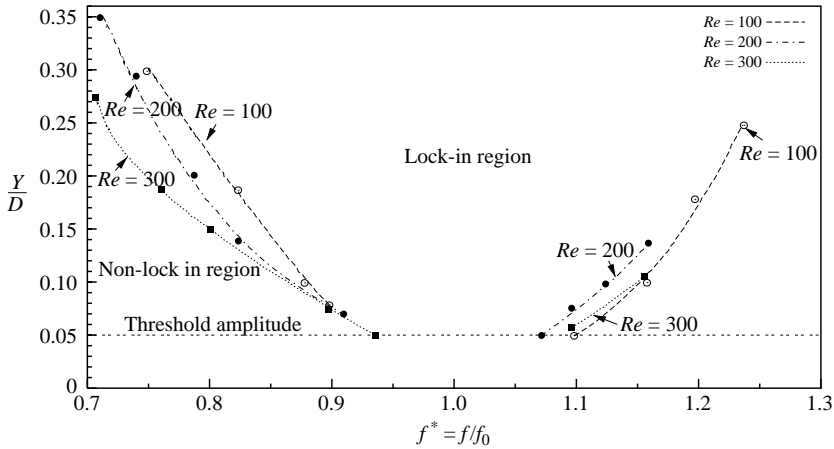 0.35
0.30
0.25
0.20
0.15
0.10
0.05
0
Y
D
Re = 100
Re = 200
Re = 300
Re = 200
Re = 100
Re = 300
Lock-in region
Re = 100
Re = 200
Non-lock in region
Re = 300
Threshold amplitude
0.7
0.8
0.9
1.0
1.1
1.2
1.3
f* = f/f0